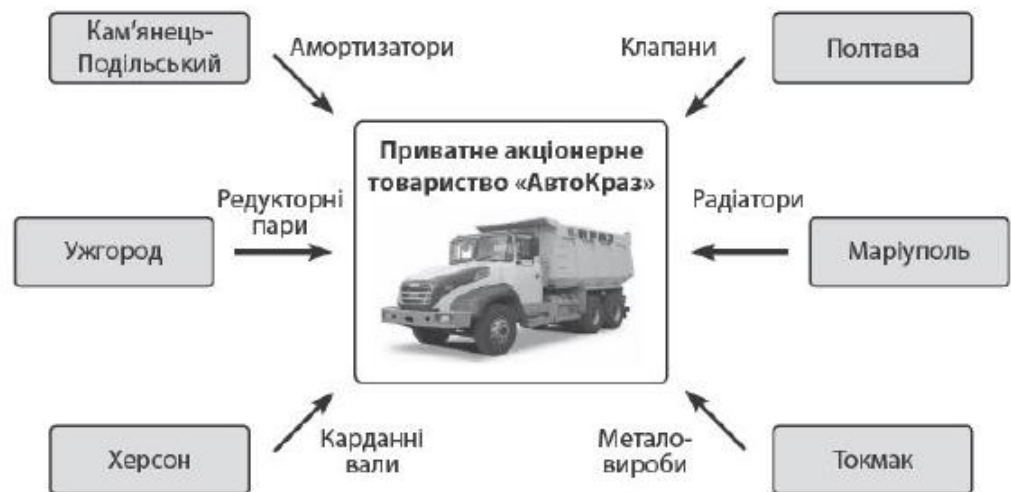 Кам’янець-
Подільський
Амортизатори
Клапани
Полтава
Приватне акціонерне
товариство «АвтоКраз»
Ужгород
Редукторні
пари
Радіатори
Маріуполь
Херсон
Карданні
вали
Метало-
вироби
Токмак